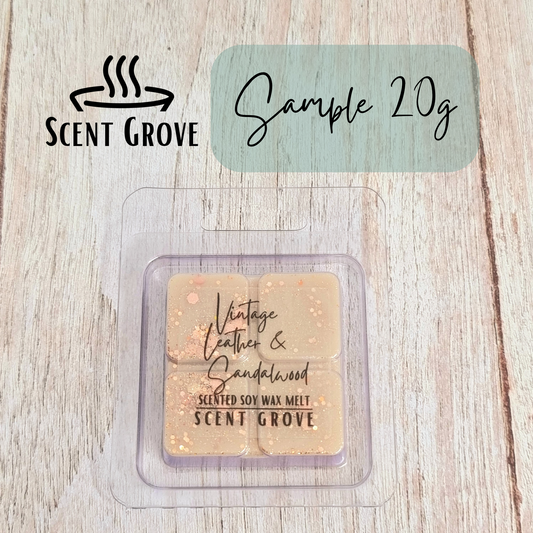 SCENT GROVE
Sample 20g
Vintage
Leather &
Sandalwood
SCENTED SOY WAX MELT
SCENT GROVE